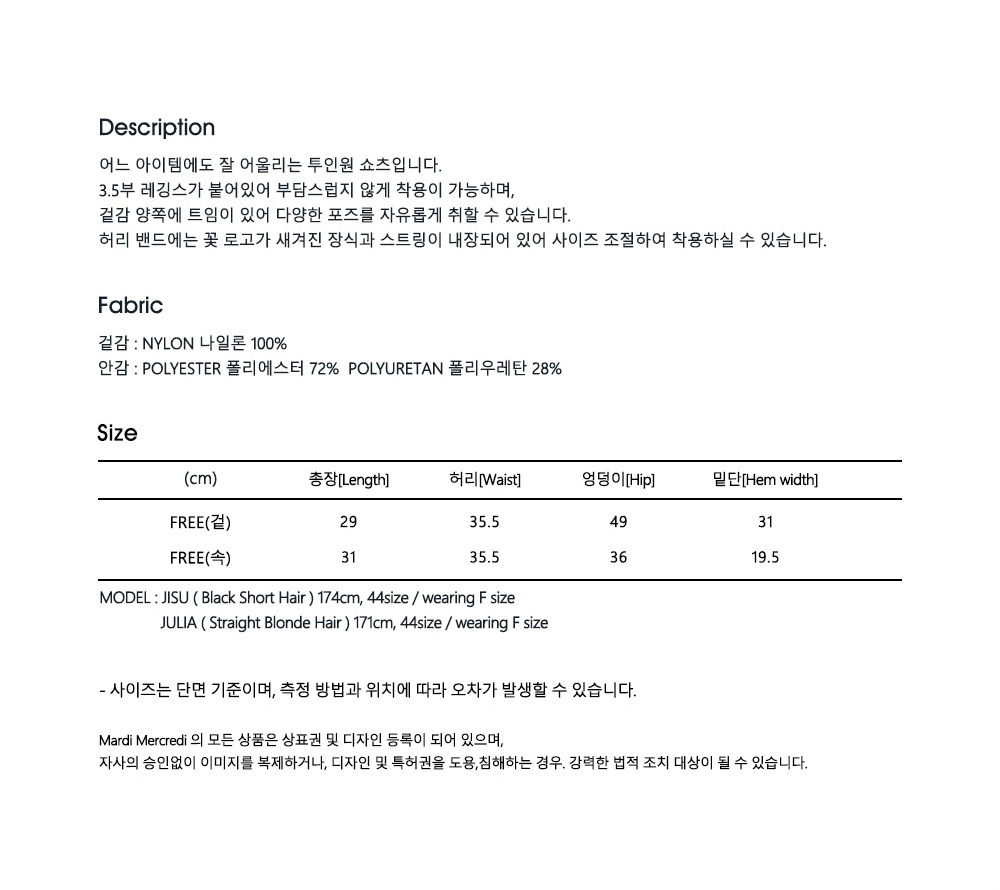 Description
어느 아이템에도 잘 어울리는 투인원 쇼츠입니다.
3.5부 레깅스가 붙어있어 부담스럽지 않게 착용이 가능하며,
겉감 양쪽에 트임이 있어 다양한 포즈를 자유롭게 취할 수 있습니다.
허리 밴드에는 꽃 로고가 새겨진 장식과 스트링이 내장되어 있어 사이즈 조절하여 착용하실 수 있습니다.
Fabric
겉감 : NYLON 나일론 100%
안감 : POLYESTER 폴리에스터 72% POLYURETAN 폴리우레탄 28%
Size
(cm) 총장[Length] 허리[Waist] 엉덩이[Hip] 밑단[Hem width]
FREE(겉) 29 35.5 49 31
FREE(속) 31 35.5 36 19.5
MODEL : JISU ( Black Short Hair ) 174cm, 44size / wearing F size
JULIA ( Straight Blonde Hair ) 171cm, 44size / wearing F size
- 사이즈는 단면 기준이며, 측정 방법과 위치에 따라 오차가 발생할 수 있습니다.
Mardi Mercredi 의 모든 상품은 상표권 및 디자인 등록이 되어 있으며,
자사의 승인없이 이미지를 복제하거나, 디자인 및 특허권을 도용,침해하는 경우. 강력한 법적 조치 대상이 될 수 있습니다.